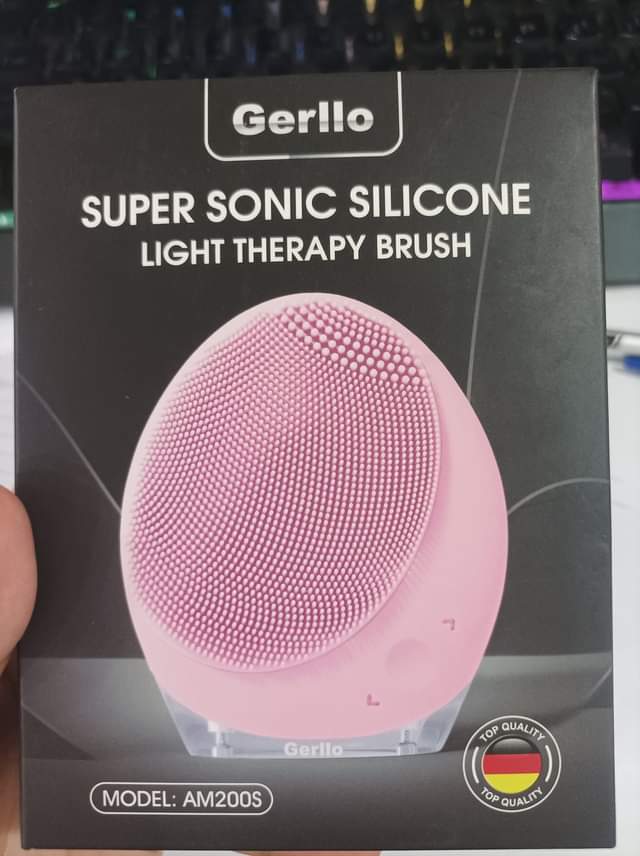 Gerllo
SUPER SONIC SILICONE
LIGHT THERAPY BRUSH
Gerllo
MODEL: AM200S
TOP QUALITY
TOP QUALITY